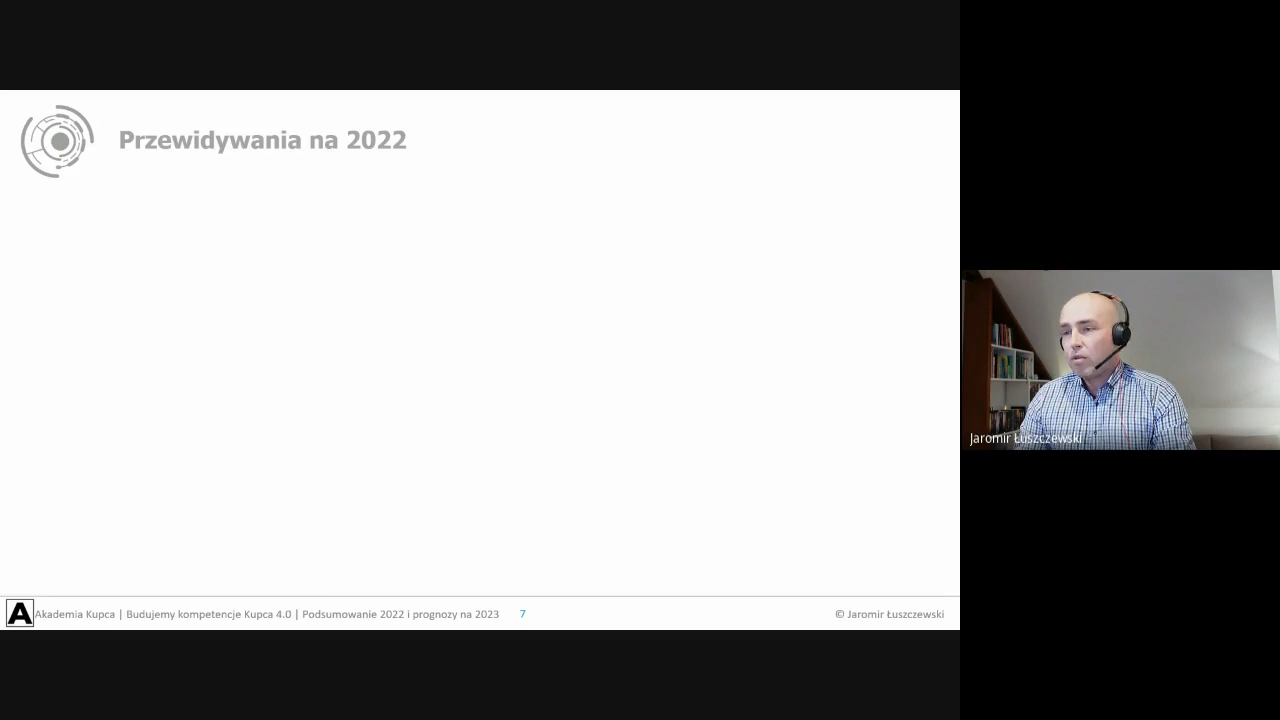 Przewidywania na 2022
Jaromir Łuszczewski
A Akademia Kupca | Budujemy kompetencje Kupca 4.0 | Podsumowanie 2022 i prognozy na 2023 7 © Jaromir Łuszczewski